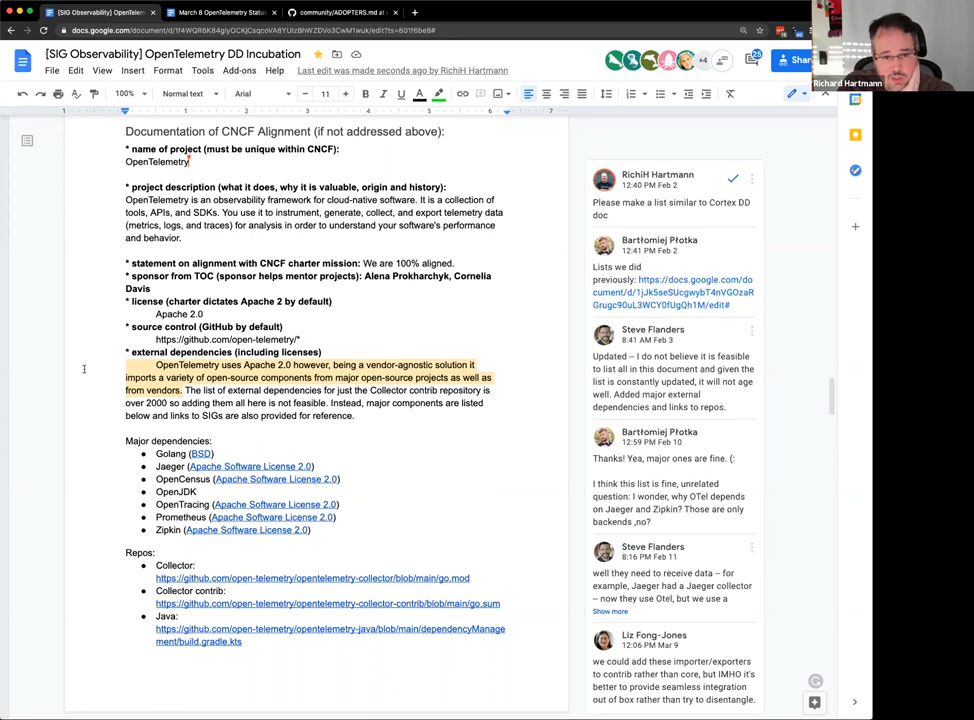 [SIG Observability] OpenTelem
March 8 OpenTelemetry Status
community/ADOPTERS.md at
docs.google.com/document/d/1f4WQR6K84giyOCKjCsqooVA8YUIzBhWZDVo3CwM1wuk/edit?ts=601f6be8#
[SIG Observability] OpenTelemetry DD Incubation
File Edit View Insert Format Tools Add-ons Help Last edit was made seconds ago by RichiH Hartmann
+4
25
Share
Richard Hartmann
100% Normal text Arial 11
1 1 2 3 4 5 6 7
Documentation of CNCF Alignment (if not addressed above):
* name of project (must be unique within CNCF):
OpenTelemetry
* project description (what it does, why it is valuable, origin and history):
OpenTelemetry is an observability framework for cloud-native software. It is a collection of
tools, APIs, and SDKs. You use it to instrument, generate, collect, and export telemetry data
(metrics, logs, and traces) for analysis in order to understand your software's performance
and behavior.
* statement on alignment with CNCF charter mission: We are 100% aligned.
* sponsor from TOC (sponsor helps mentor projects): Alena Prokharchyk, Cornelia
Davis
* license (charter dictates Apache 2 by default)
Apache 2.0
* source control (GitHub by default)
https://github.com/open-telemetry/*
* external dependencies (including licenses)
OpenTelemetry uses Apache 2.0 however, being a vendor-agnostic solution it
imports a variety of open-source components from major open-source projects as well as
from vendors. The list of external dependencies for just the Collector contrib repository is
over 2000 so adding them all here is not feasible. Instead, major components are listed
below and links to SIGs are also provided for reference.
Major dependencies:
● Golang (BSD)
● Jaeger (Apache Software License 2.0)
● OpenCensus (Apache Software License 2.0)
● OpenJDK
● OpenTracing (Apache Software License 2.0)
● Prometheus (Apache Software License 2.0)
● Zipkin (Apache Software License 2.0)
Repos:
● Collector:
https://github.com/open-telemetry/opentelemetry-collector/blob/main/go.mod
● Collector contrib:
https://github.com/open-telemetry/opentelemetry-collector-contrib/blob/main/go.sum
● Java:
https://github.com/open-telemetry/opentelemetry-java/blob/main/dependencyManage
ment/build.gradle.kts
RichiH Hartmann
12:40 PM Feb 2
Please make a list similar to Cortex DD
doc
Bartłomiej Płotka
12:41 PM Feb 2
Lists we did
previously: https://docs.google.com/do
cument/d/1jJk5seSUcgwybT4nVGOzaR
Grugc90uL3WCY0fUgQh1M/edit#
Steve Flanders
8:41 AM Feb 3
Updated -- I do not believe it is feasible
to list all in this document and given the
list is constantly updated, it will not age
well. Added major external
dependencies and links to repos.
Bartłomiej Płotka
12:59 PM Feb 10
Thanks! Yea, major ones are fine. (:
I think this list is fine, unrelated
question: I wonder, why OTel depends
on Jaeger and Zipkin? Those are only
backends ,no?
Steve Flanders
8:16 PM Feb 11
well they need to receive data -- for
example, Jaeger had a Jaeger collector
-- now they use Otel, but we use a
Show more
Liz Fong-Jones
12:06 PM Mar 9
we could add these importer/exporters
to contrib rather than core, but IMHO it's
better to provide seamless integration
out of box rather than try to disentangle.